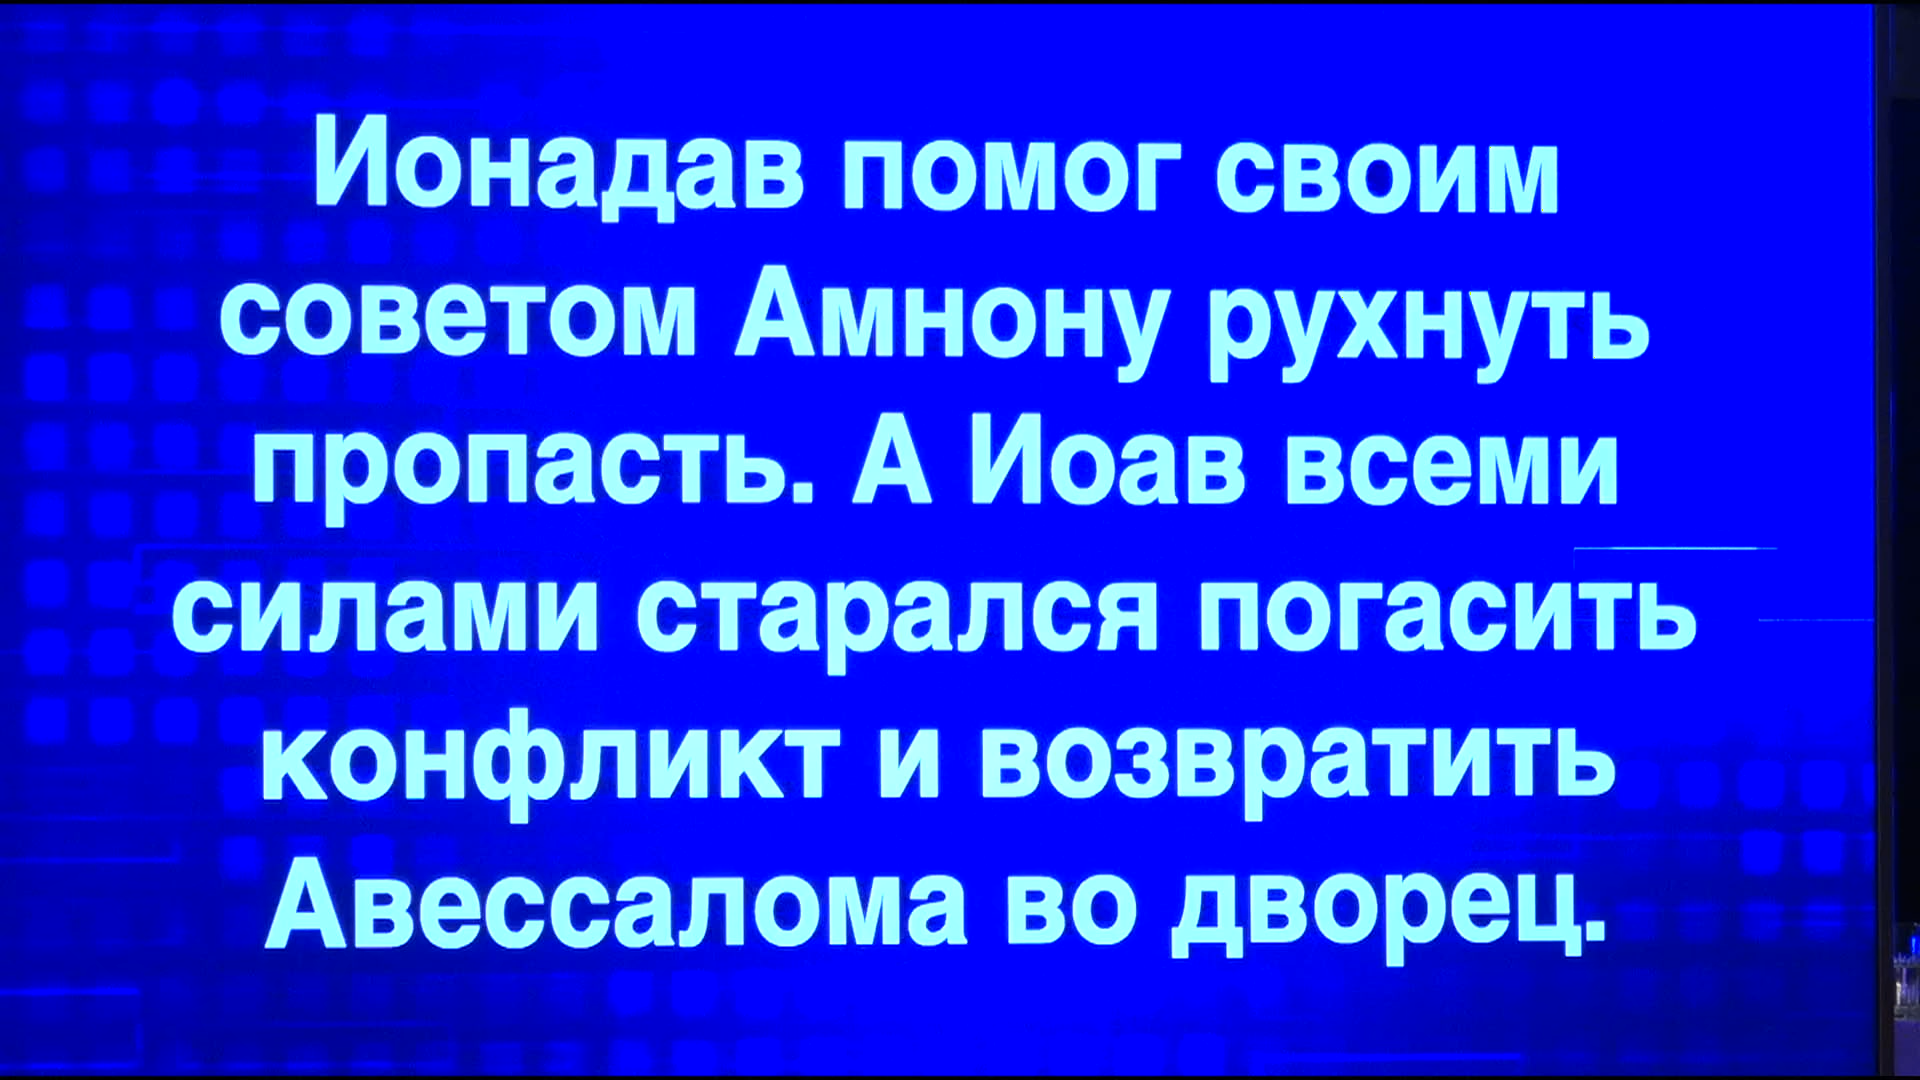 Ионадав помог своим
советом Амнону рухнуть
пропасть. А Иоав всеми
силами старался погасить
конфликт и возвратить
Авессалома во дворец.